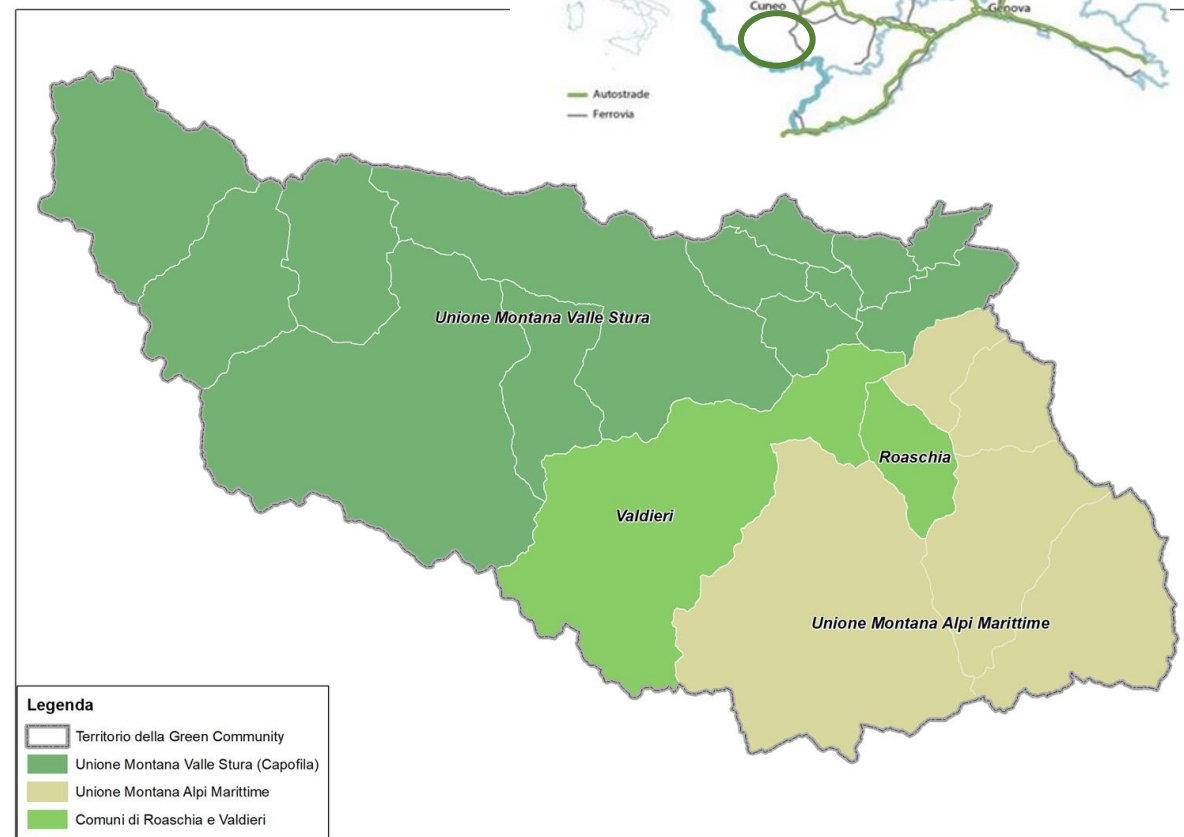 Cuneo
Genova
Autostrade
Ferrovia
Unione Montana Valle Stura
Roaschia
Valdieri
Unione Montana Alpi Marittime
Legenda
Territorio della Green Community
Unione Montana Valle Stura (Capofila)
Unione Montana Alpi Marittime
Comuni di Roaschia e Valdieri